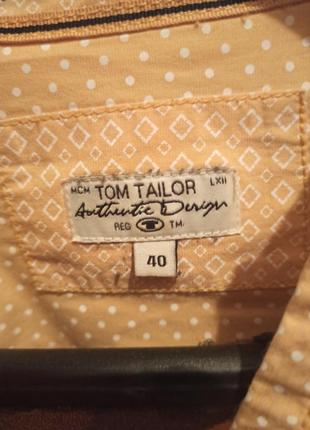 MCM TOM TAILOR LXII
Authentic Design
REG TM
40